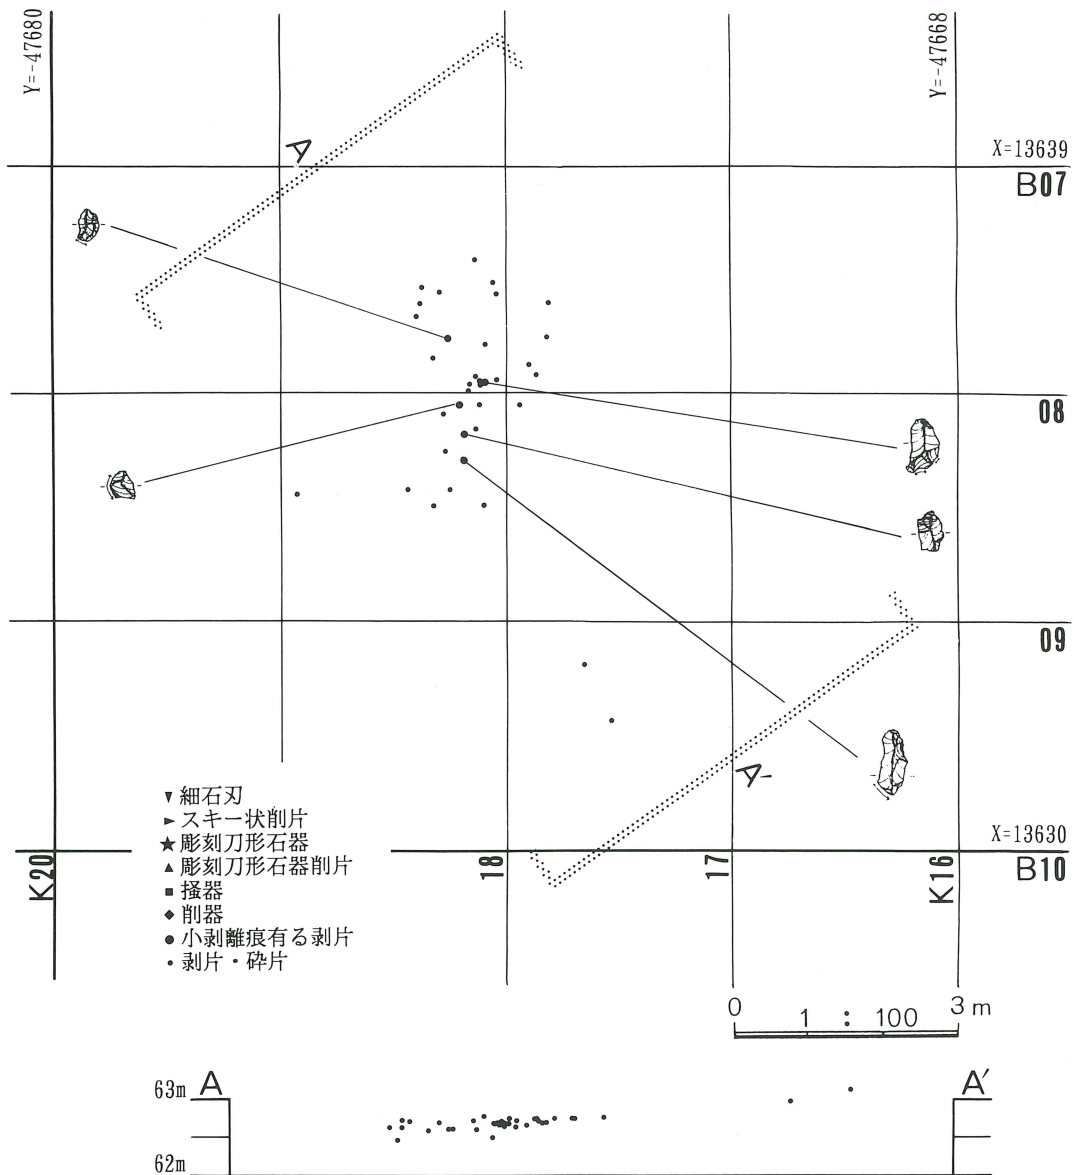 Y=-47680
Y=-47668
A
X=13639
B07
08
09
A'
▼ 細石刃
► スキー状削片
★ 彫刻刀形石器
▲ 彫刻刀形石器削片
■ 掻器
◆ 削器
● 小剥離痕有る剥片
• 剥片・砕片
X=13630
B10
K20
18
17
K16
0 1 : 100 3 m
63m A A'
62m